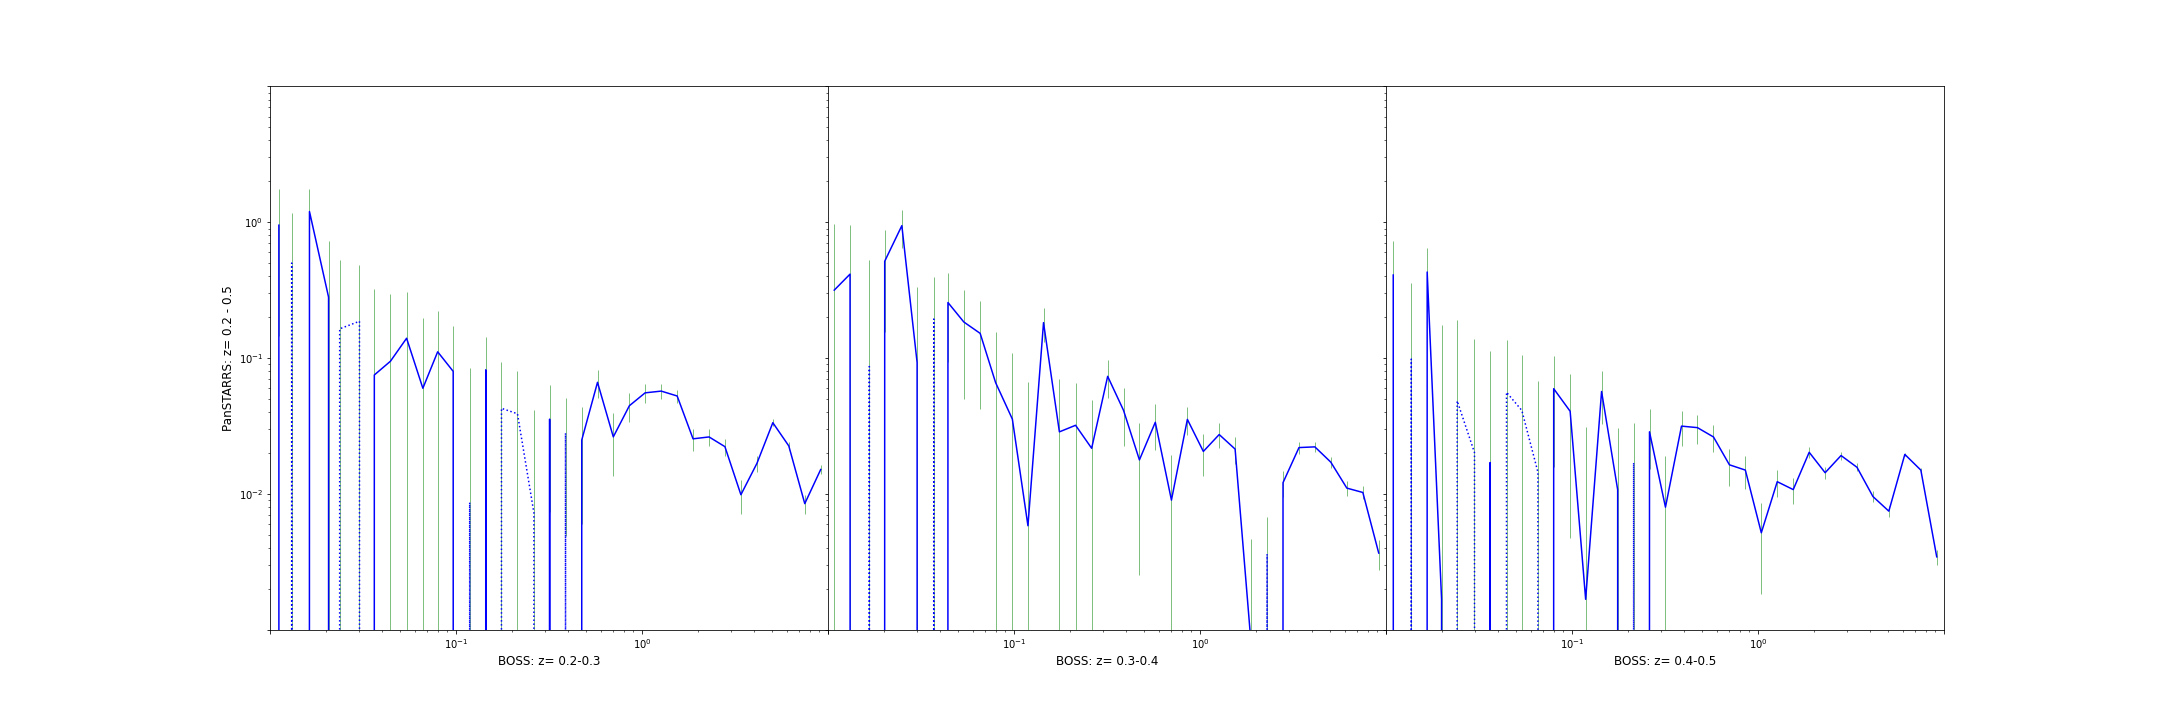 PanSTARRS: z= 0.2 - 0.5
10⁰
10⁻¹
10⁻²
10⁻¹ 10⁰
10⁻¹ 10⁰
10⁻¹ 10⁰
BOSS: z= 0.2-0.3
BOSS: z= 0.3-0.4
BOSS: z= 0.4-0.5